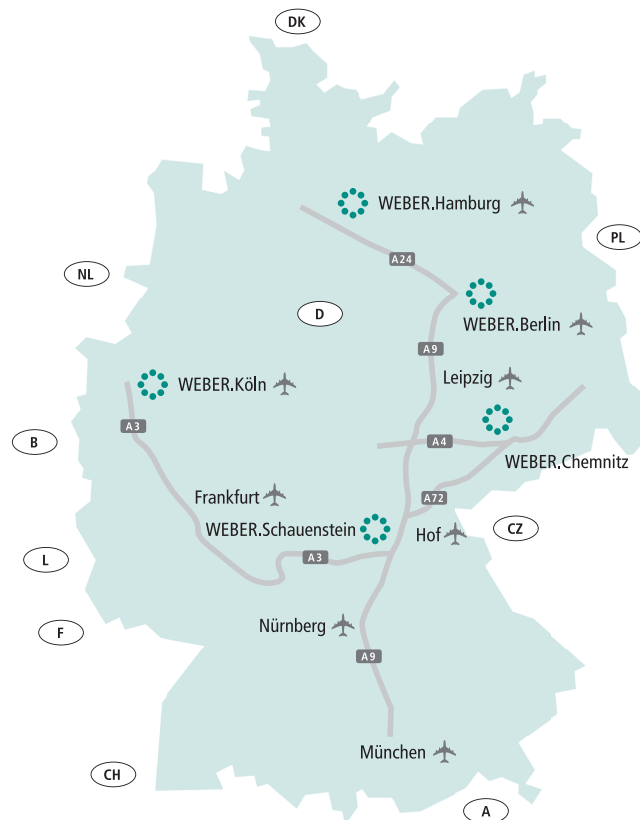 DK
WEBER.Hamburg
PL
A24
NL
D
WEBER.Berlin
A9
Leipzig
WEBER.Köln
A3
B
A4
WEBER.Chemnitz
Frankfurt
A72
WEBER.Schauenstein
Hof
CZ
L
A3
Nürnberg
F
A9
München
CH
A